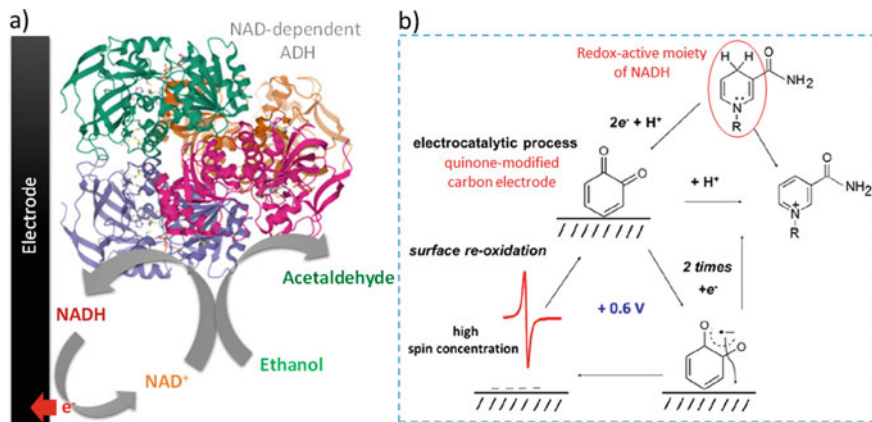 a)
NAD-dependent
ADH
Electrode
Acetaldehyde
NADH
Ethanol
NAD⁺
e⁻
b)
Redox-active moiety
of NADH
H H O
NH₂
N
R
2e⁻ + H⁺
electrocatalytic process
quinone-modified
carbon electrode
O
O
+ H⁺
O
NH₂
N⁺
R
surface re-oxidation
2 times
+e⁻
+ 0.6 V
high
spin concentration
O
O